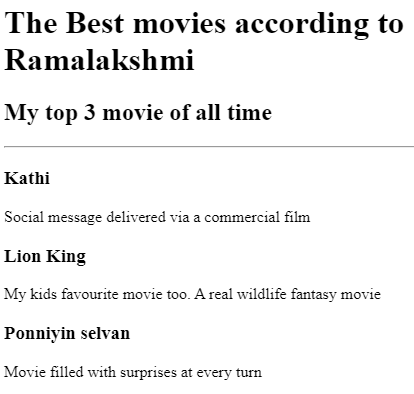 The Best movies according to
Ramalakshmi
My top 3 movie of all time
Kathi
Social message delivered via a commercial film
Lion King
My kids favourite movie too. A real wildlife fantasy movie
Ponniyin selvan
Movie filled with surprises at every turn